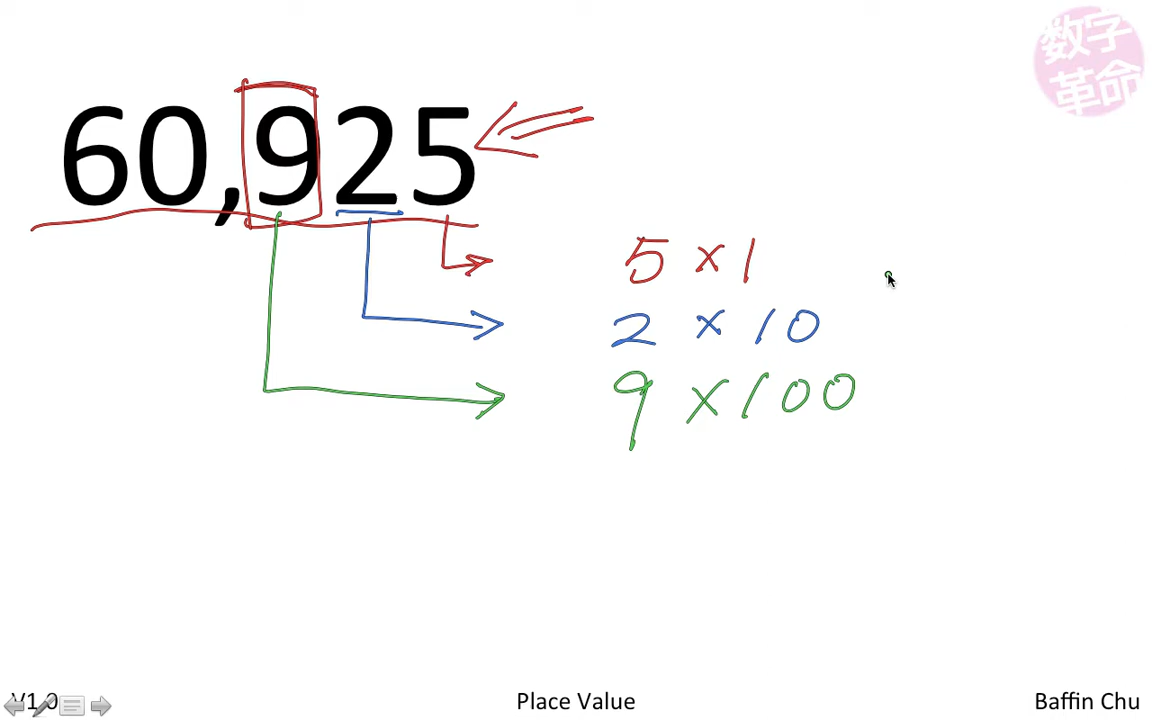 数字
革命
60,925
5 × 1
2 × 10
9 × 100
V1.0 Place Value Baffin Chu